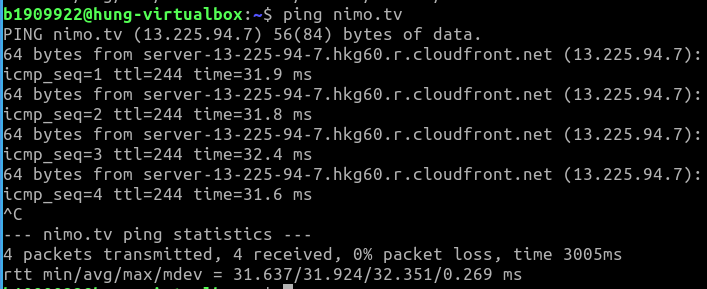 b1909922@hung-virtualbox:~$ ping nimo.tv
PING nimo.tv (13.225.94.7) 56(84) bytes of data.
64 bytes from server-13-225-94-7.hkg60.r.cloudfront.net (13.225.94.7):
icmp_seq=1 ttl=244 time=31.9 ms
64 bytes from server-13-225-94-7.hkg60.r.cloudfront.net (13.225.94.7):
icmp_seq=2 ttl=244 time=31.8 ms
64 bytes from server-13-225-94-7.hkg60.r.cloudfront.net (13.225.94.7):
icmp_seq=3 ttl=244 time=32.4 ms
64 bytes from server-13-225-94-7.hkg60.r.cloudfront.net (13.225.94.7):
icmp_seq=4 ttl=244 time=31.6 ms
^C
--- nimo.tv ping statistics ---
4 packets transmitted, 4 received, 0% packet loss, time 3005ms
rtt min/avg/max/mdev = 31.637/31.924/32.351/0.269 ms